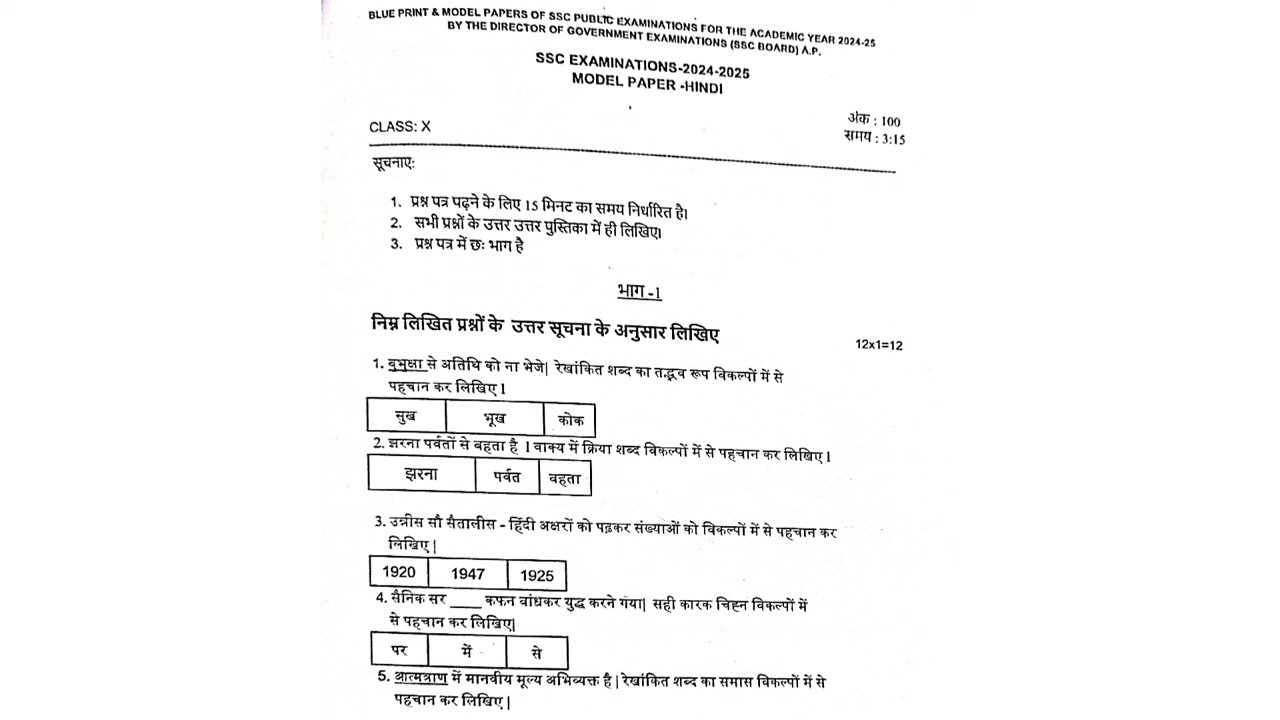 BLUE PRINT & MODEL PAPERS OF SSC PUBLIC EXAMINATIONS FOR THE ACADEMIC YEAR 2024-25
BY THE DIRECTOR OF GOVERNMENT EXAMINATIONS (SSC BOARD) A.P.
SSC EXAMINATIONS-2024-2025
MODEL PAPER -HINDI
अंक : 100
CLASS: X
समय : 3:15
सूचनाएः
1. प्रश्न पत्र पढ़ने के लिए 15 मिनट का समय निर्धारित है।
2. सभी प्रश्नों के उत्तर उत्तर पुस्तिका में ही लिखिए।
3. प्रश्न पत्र में छः भाग है
भाग -1
निम्न लिखित प्रश्नों के उत्तर सूचना के अनुसार लिखिए 12x1=12
1. बुभुक्षा से अतिथि को ना भेजे| रेखांकित शब्द का तद्भव रूप विकल्पों में से
पहचान कर लिखिए l
सुख भूख कोक
2. झरना पर्वतों से बहता है l वाक्य में क्रिया शब्द विकल्पों में से पहचान कर लिखिए l
झरना पर्वत बहता
3. उन्नीस सौ सैतालीस - हिंदी अक्षरों को पढ़कर संख्याओं को विकल्पों में से पहचान कर
लिखिए |
1920 1947 1925
4. सैनिक सर ____ कफन बांधकर युद्ध करने गया| सही कारक चिह्न विकल्पों में
से पहचान कर लिखिए|
पर में से
5. आत्मत्राण में मानवीय मूल्य अभिव्यक्त है | रेखांकित शब्द का समास विकल्पों में से
पहचान कर लिखिए |